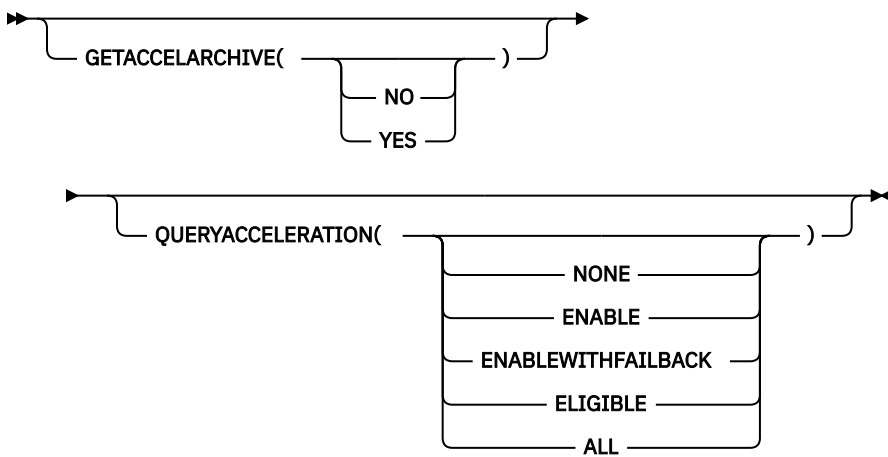 GETACCELARCHIVE( )
NO
YES
QUERYACCELERATION( )
NONE
ENABLE
ENABLEWITHFAILBACK
ELIGIBLE
ALL